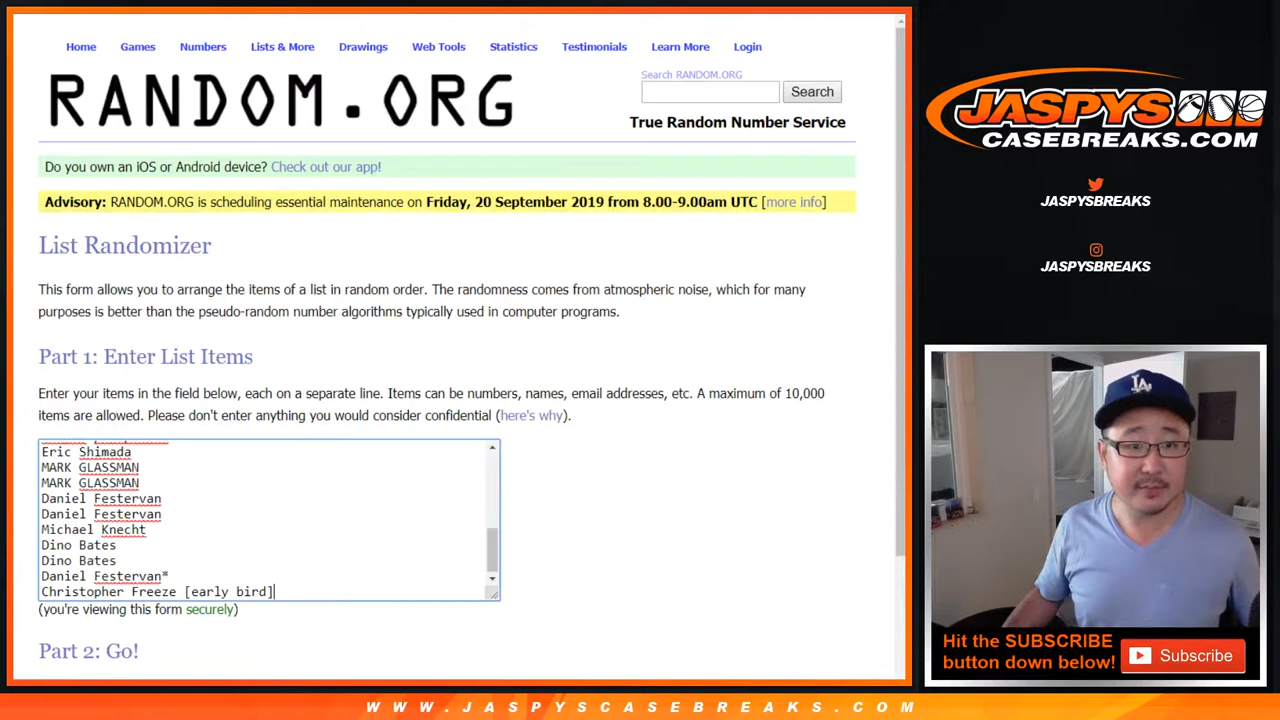 Home Games Numbers Lists & More Drawings Web Tools Statistics Testimonials Learn More Login
RANDOM.ORG
Search RANDOM.ORG
Search
True Random Number Service
Do you own an iOS or Android device? Check out our app!
Advisory: RANDOM.ORG is scheduling essential maintenance on Friday, 20 September 2019 from 8.00-9.00am UTC [more info]
List Randomizer
This form allows you to arrange the items of a list in random order. The randomness comes from atmospheric noise, which for many
purposes is better than the pseudo-random number algorithms typically used in computer programs.
Part 1: Enter List Items
Enter your items in the field below, each on a separate line. Items can be numbers, names, email addresses, etc. A maximum of 10,000
items are allowed. Please don't enter anything you would consider confidential (here's why).
Eric Shimada
MARK GLASSMAN
MARK GLASSMAN
Daniel Festervan
Daniel Festervan
Michael Knecht
Dino Bates
Dino Bates
Daniel Festervan*
Christopher Freeze [early bird]
(you're viewing this form securely)
Part 2: Go!
JASPYS
CASEBREAKS.COM
JASPYSBREAKS
JASPYSBREAKS
LA
Hit the SUBSCRIBE
button down below!
Subscribe
WWW.JASPYSCASEBREAKS.COM